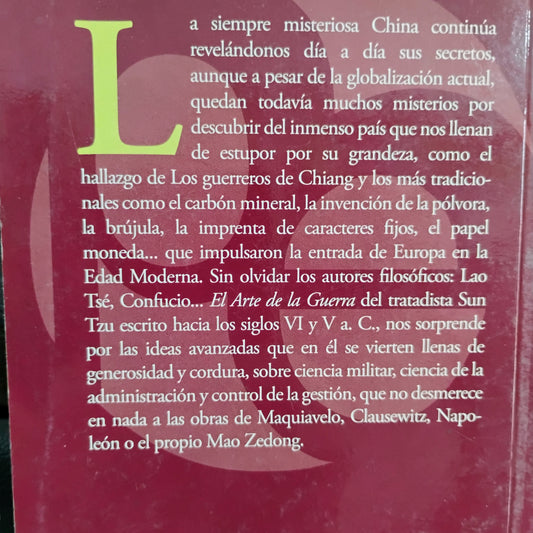 La siempre misteriosa China continúa
revelándonos día a día sus secretos,
aunque a pesar de la globalización actual,
quedan todavía muchos misterios por
descubrir del inmenso país que nos llenan
de estupor por su grandeza, como el
hallazgo de Los guerreros de Chiang y los más tradicio-
nales como el carbón mineral, la invención de la pólvora,
la brújula, la imprenta de caracteres fijos, el papel
moneda... que impulsaron la entrada de Europa en la
Edad Moderna. Sin olvidar los autores filosóficos: Lao
Tsé, Confucio... El Arte de la Guerra del tratadista Sun
Tzu escrito hacia los siglos VI y V a. C., nos sorprende
por las ideas avanzadas que en él se vierten llenas de
generosidad y cordura, sobre ciencia militar, ciencia de la
administración y control de la gestión, que no desmerece
en nada a las obras de Maquiavelo, Clausewitz, Napo-
león o el propio Mao Zedong.